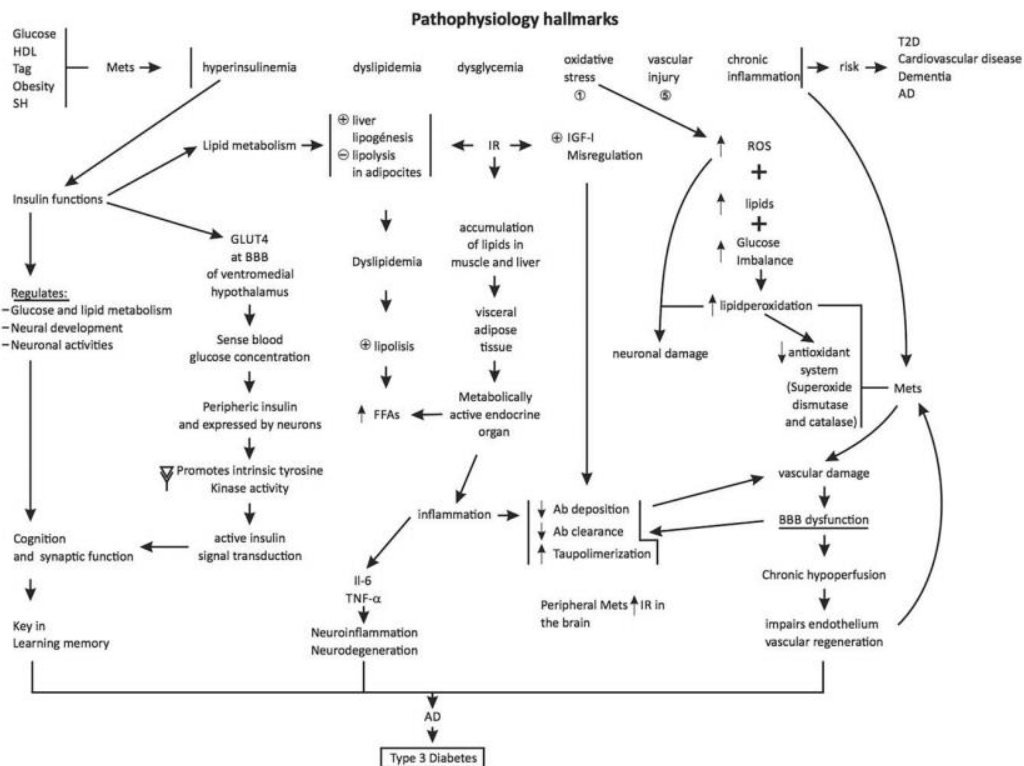 Pathophysiology hallmarks
Glucose
HDL
Tag
Obesity
SH
Mets
hyperinsulinemia
dyslipidemia
dysglycemia
oxidative
stress
①
vascular
injury
⑤
chronic
inflammation
risk
T2D
Cardiovascular disease
Dementia
AD
Insulin functions
Lipid metabolism
⊕ liver
lipogénesis
⊖ lipolysis
in adipocites
IR
⊕ IGF-I
Misregulation
↑ ROS
+
↑ lipids
+
↑ Glucose
Imbalance
↑ lipidperoxidation
neuronal damage
↓ antioxidant
system
(Superoxide
dismutase
and catalase)
Mets
Regulates:
–Glucose and lipid metabolism
–Neural development
–Neuronal activities
GLUT4
at BBB
of ventromedial
hypothalamus
Sense blood
glucose concentration
Peripheric insulin
and expressed by neurons
Promotes intrinsic tyrosine
Kinase activity
active insulin
signal transduction
Cognition
and synaptic function
Key in
Learning memory
Dyslipidemia
⊕ lipolisis
↑ FFAs
accumulation
of lipids in
muscle and liver
visceral
adipose
tissue
Metabolically
active endocrine
organ
inflammation
Il-6
TNF-α
Neuroinflammation
Neurodegeneration
↓ Ab deposition
↓ Ab clearance
↑ Taupolimerization
Peripheral Mets ↑ IR in
the brain
vascular damage
BBB dysfunction
Chronic hypoperfusion
impairs endothelium
vascular regeneration
AD
Type 3 Diabetes